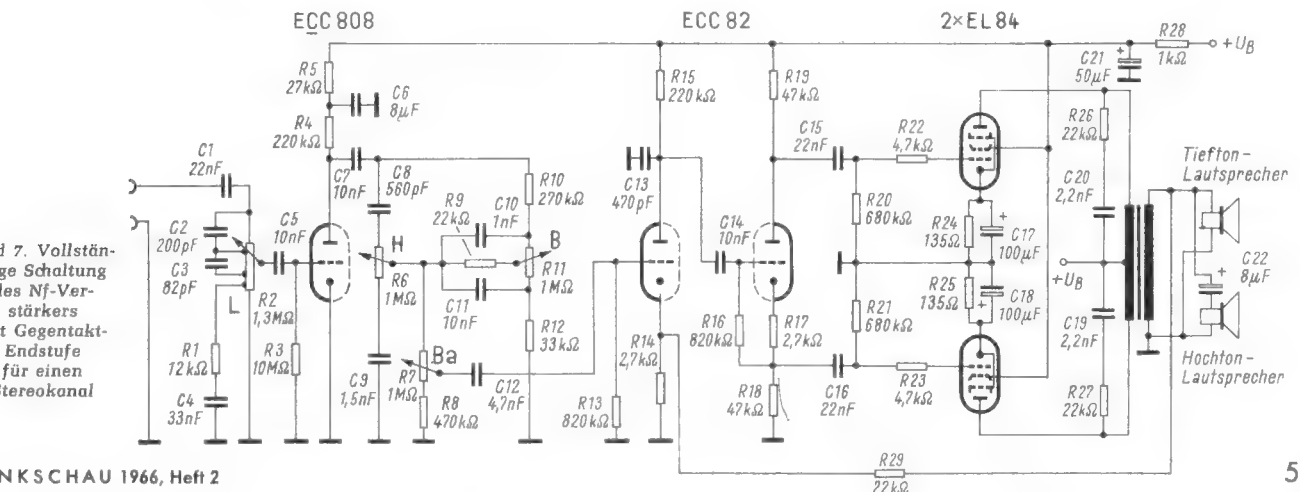 ECC 808
ECC 82
2×EL 84
R5
27kΩ
R4
220kΩ
C6
8µF
C1
22nF
C7
10nF
C8
560pF
C2
200pF
C3
82pF
C5
10nF
L
R2
1,3MΩ
R1
12kΩ
C4
33nF
R3
10MΩ
H
R6
1MΩ
C9
1,5nF
R9
22kΩ
C10
1nF
C11
10nF
R10
270kΩ
B
R11
1MΩ
R12
33kΩ
Ba
R7
1MΩ
R8
470kΩ
C12
4,7nF
R15
220kΩ
C13
470pF
R13
820kΩ
R14
2,7kΩ
C14
10nF
R19
47kΩ
R16
820kΩ
R17
2,7kΩ
R18
47kΩ
C15
22nF
R20
680kΩ
R21
680kΩ
C16
22nF
R22
4,7kΩ
R23
4,7kΩ
R24
135Ω
R25
135Ω
+
C17
100µF
C18
100µF
+
C21
50µF
+
R28
1kΩ
+UB
R26
22kΩ
C20
2,2nF
+UB
C19
2,2nF
R27
22kΩ
Tiefton-
Lautsprecher
+
C22
8µF
Hochton-
Lautsprecher
R29
22kΩ
d 7. Vollstän-
ge Schaltung
des Nf-Ver-
stärkers
t Gegentakt-
Endstufe
für einen
Stereokanal
NKSCHAU 1966, Heft 2
5